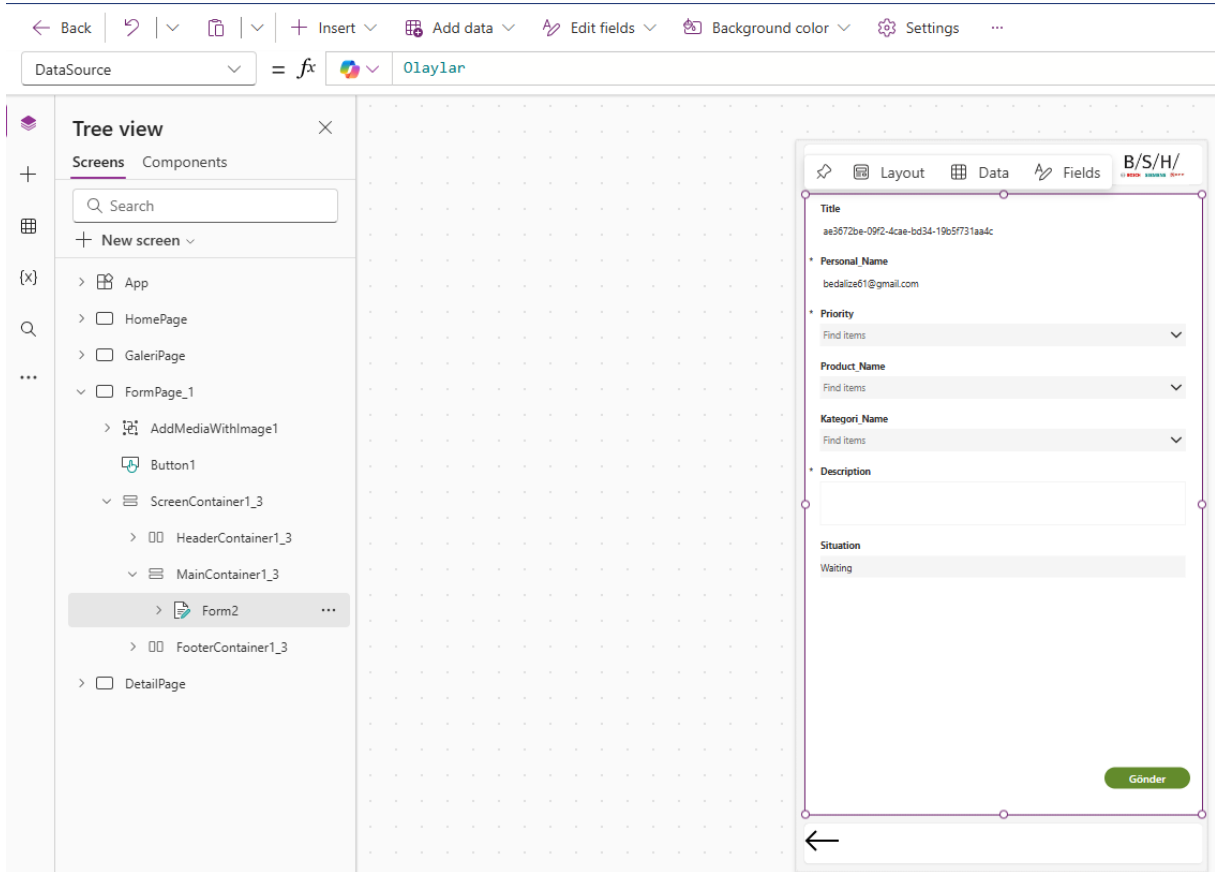 Back
Insert
Add data
Edit fields
Background color
Settings
DataSource
= fx
Olaylar
Tree view
Screens
Components
Search
New screen
App
HomePage
GaleriPage
FormPage_1
AddMediaWithImage1
Button1
ScreenContainer1_3
HeaderContainer1_3
MainContainer1_3
Form2
FooterContainer1_3
DetailPage
{x}
Layout
Data
Fields
B/S/H/
BOSCH SIEMENS
Title
ae3672be-09f2-4cae-bd34-19b5f731aa4c
* Personal_Name
bedalize61@gmail.com
* Priority
Find items
Product_Name
Find items
Kategori_Name
Find items
* Description
Situation
Waiting
Gönder